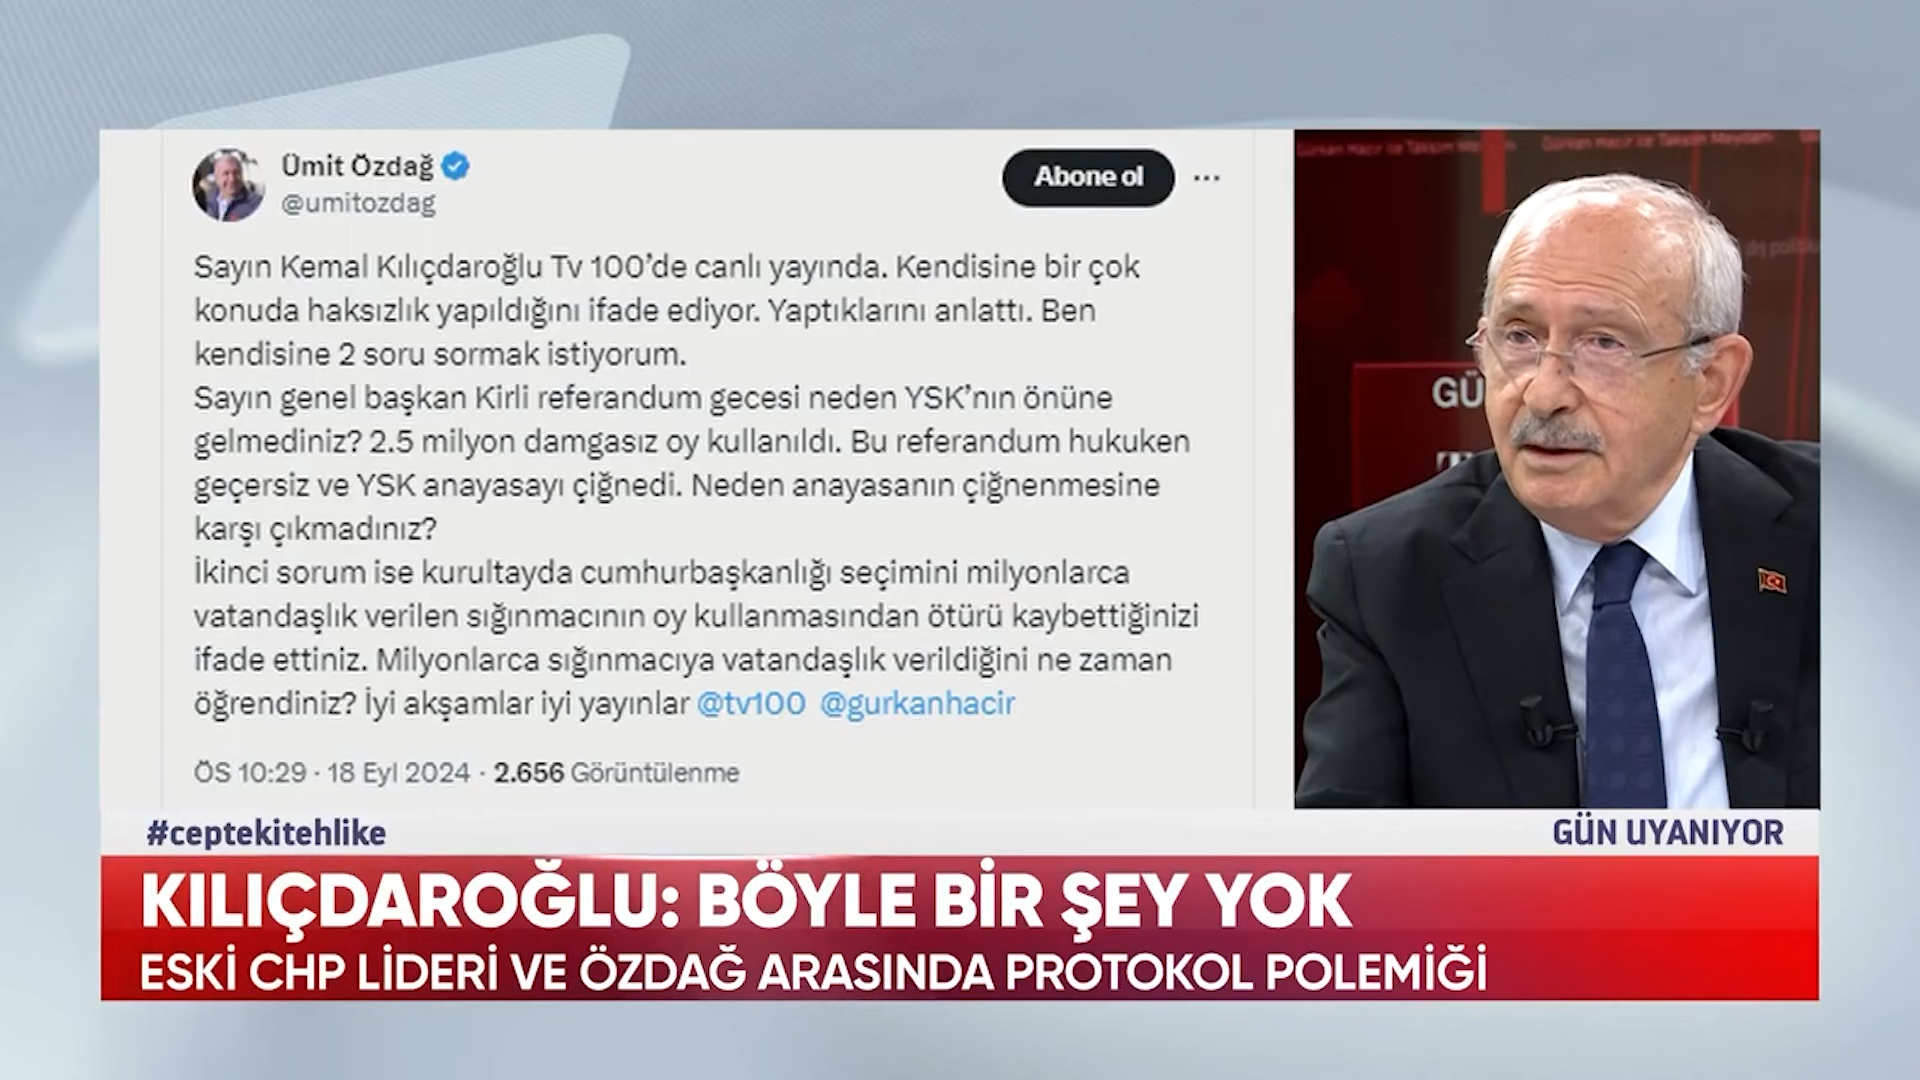 Ümit Özdağ
@umitozdag
Abone ol
Sayın Kemal Kılıçdaroğlu Tv 100'de canlı yayında. Kendisine bir çok
konuda haksızlık yapıldığını ifade ediyor. Yaptıklarını anlattı. Ben
kendisine 2 soru sormak istiyorum.
Sayın genel başkan Kirli referandum gecesi neden YSK'nın önüne
gelmediniz? 2.5 milyon damgasız oy kullanıldı. Bu referandum hukuken
geçersiz ve YSK anayasayı çiğnedi. Neden anayasanın çiğnenmesine
karşı çıkmadınız?
İkinci sorum ise kurultayda cumhurbaşkanlığı seçimini milyonlarca
vatandaşlık verilen sığınmacının oy kullanmasından ötürü kaybettiğinizi
ifade ettiniz. Milyonlarca sığınmacıya vatandaşlık verildiğini ne zaman
öğrendiniz? İyi akşamlar iyi yayınlar @tv100 @gurkanhacir
ÖS 10:29 · 18 Eyl 2024 · 2.656 Görüntülenme
GÜ
#ceptekitehlike
GÜN UYANIYOR
KILIÇDAROĞLU: BÖYLE BİR ŞEY YOK
ESKİ CHP LİDERİ VE ÖZDAĞ ARASINDA PROTOKOL POLEMİĞİ